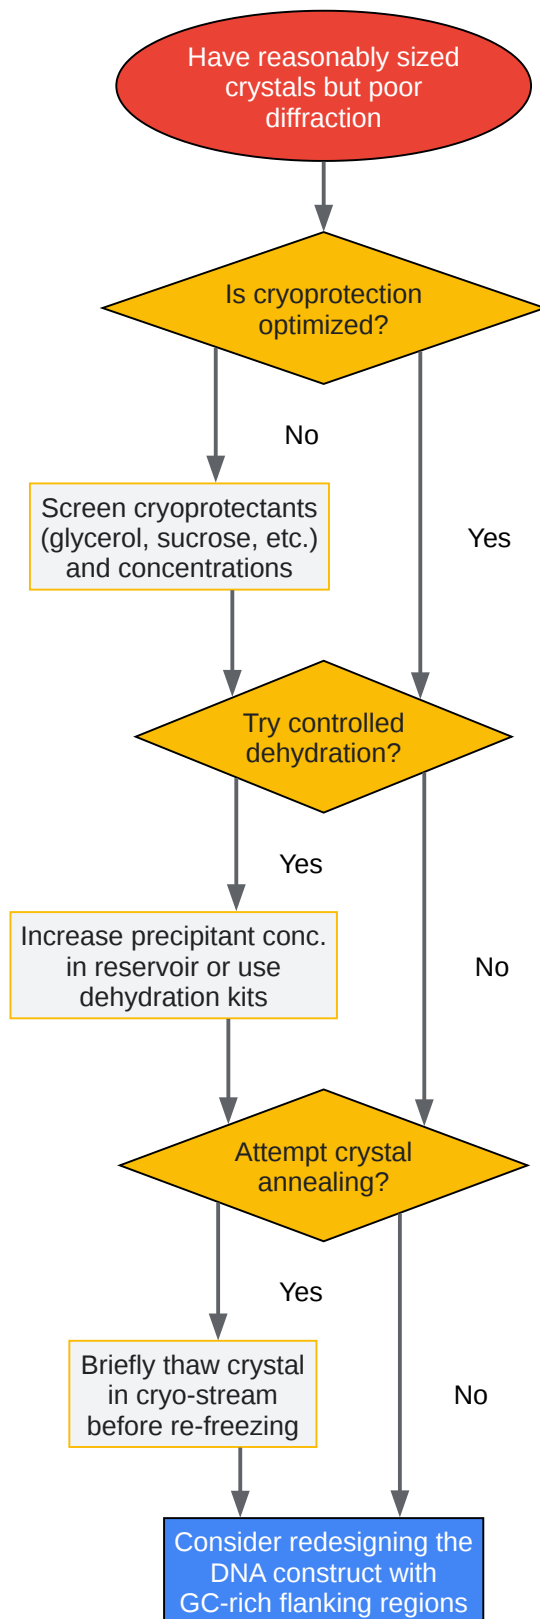 Have reasonably sized
crystals but poor
diffraction
Is cryoprotection
optimized?
No
Screen cryoprotectants
(glycerol, sucrose, etc.)
and concentrations
Yes
Try controlled
dehydration?
Yes
Increase precipitant conc.
in reservoir or use
dehydration kits
No
Attempt crystal
annealing?
Yes
Briefly thaw crystal
in cryo-stream
before re-freezing
No
Consider redesigning the
DNA construct with
GC-rich flanking regions